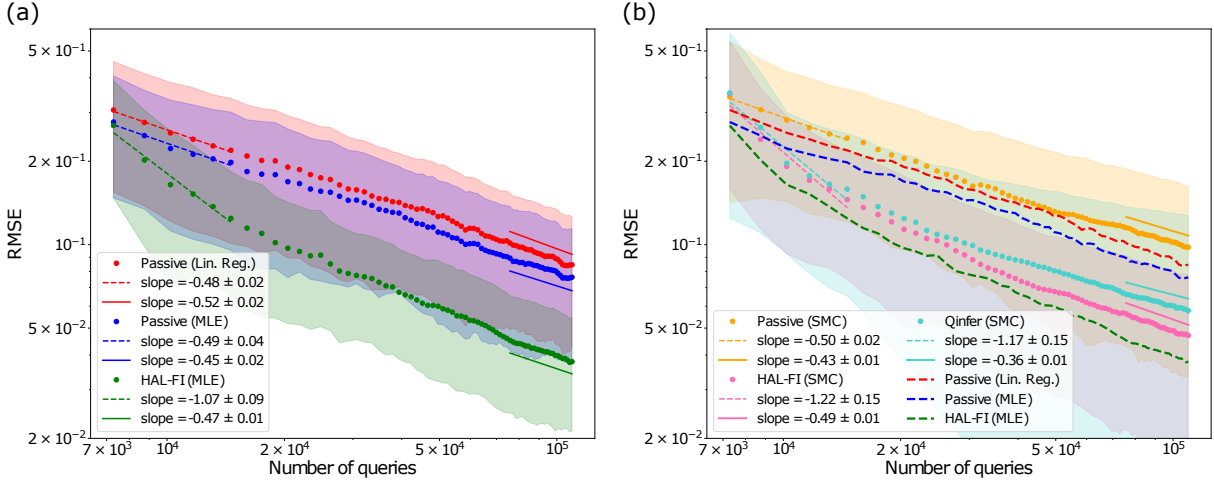 (a)
RMSE
5 × 10⁻¹
2 × 10⁻¹
10⁻¹
5 × 10⁻²
2 × 10⁻²
Passive (Lin. Reg.)
slope = -0.48 ± 0.02
slope = -0.52 ± 0.02
Passive (MLE)
slope = -0.49 ± 0.04
slope = -0.45 ± 0.02
HAL-FI (MLE)
slope = -1.07 ± 0.09
slope = -0.47 ± 0.01
7 × 10³ 10⁴ 2 × 10⁴ 5 × 10⁴ 10⁵
Number of queries
(b)
RMSE
5 × 10⁻¹
2 × 10⁻¹
10⁻¹
5 × 10⁻²
2 × 10⁻²
Passive (SMC)
slope = -0.50 ± 0.02
slope = -0.43 ± 0.01
HAL-FI (SMC)
slope = -1.22 ± 0.15
slope = -0.49 ± 0.01
Qinfer (SMC)
slope = -1.17 ± 0.15
slope = -0.36 ± 0.01
Passive (Lin. Reg.)
Passive (MLE)
HAL-FI (MLE)
7 × 10³ 10⁴ 2 × 10⁴ 5 × 10⁴ 10⁵
Number of queries